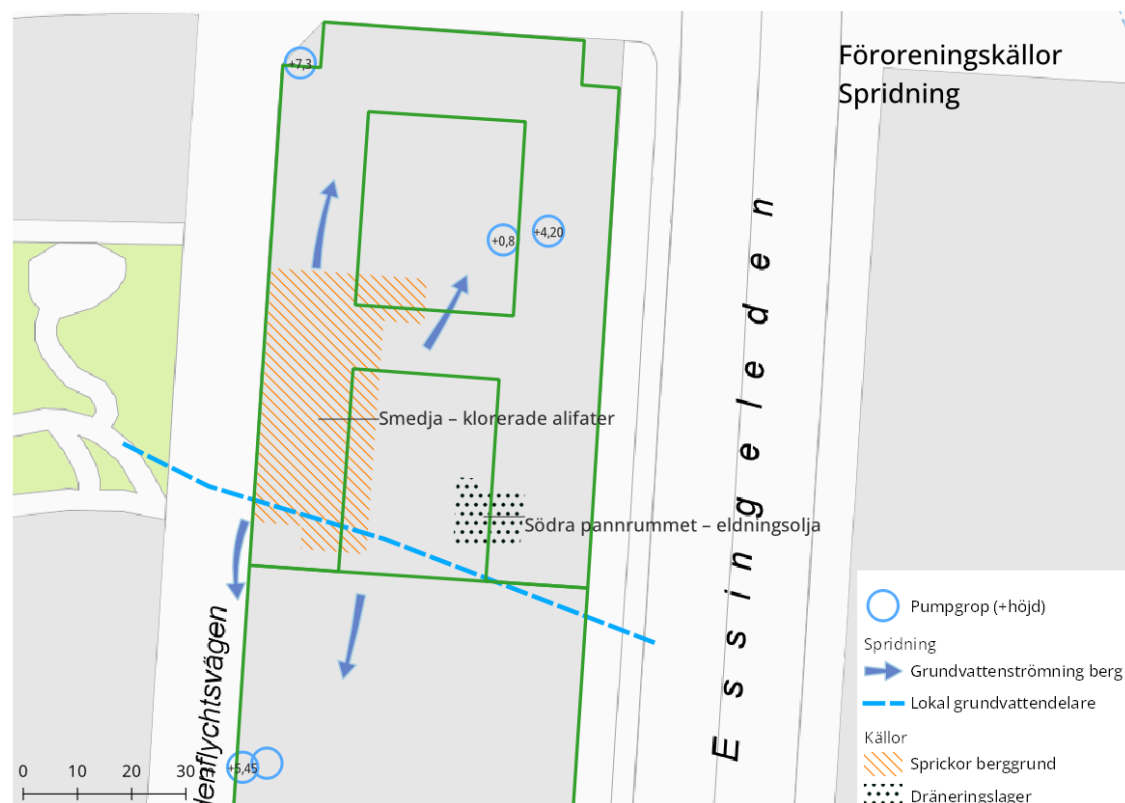 Föroreningskällor
Spridning
+7,3
+0,8
+4,20
Essingeleden
Smedja – klorerade alifater
Södra pannrummet – eldningsolja
lenflychtsvägen
+5,45
0 10 20 30
Pumpgrop (+höjd)
Spridning
Grundvattenströmning berg
Lokal grundvattendelare
Källor
Sprickor berggrund
Dräneringslager